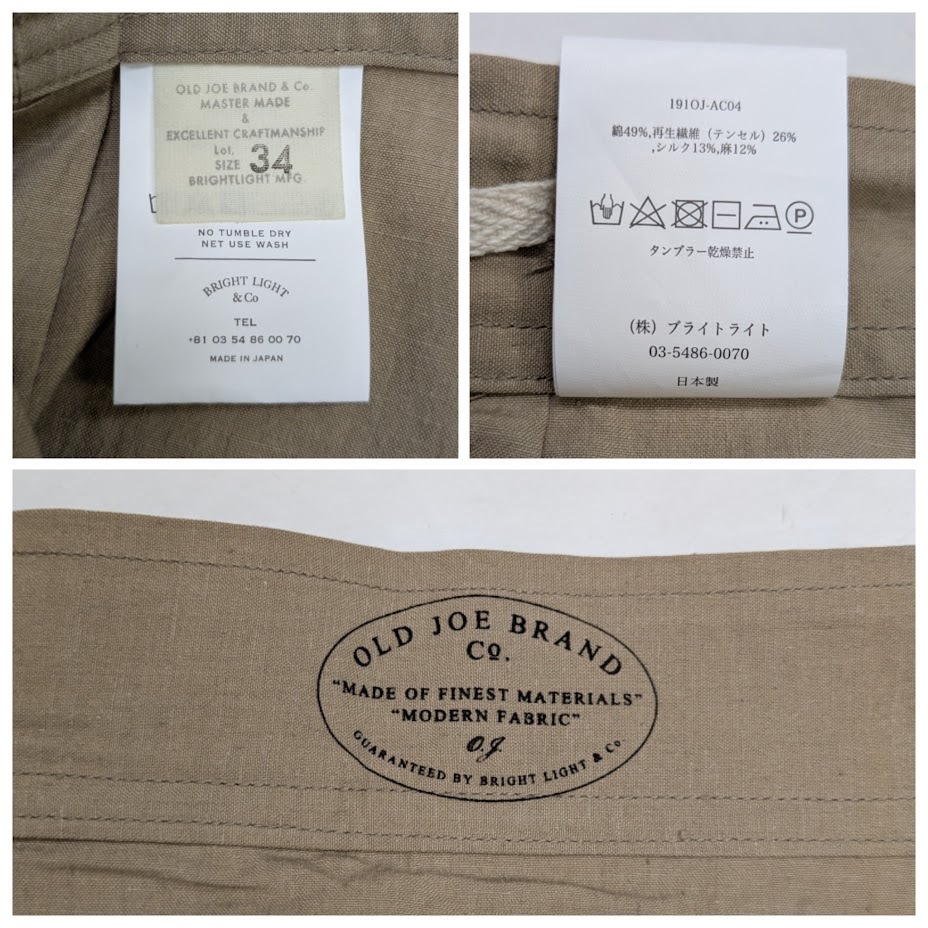 OLD JOE BRAND & Co.
MASTER MADE
&
EXCELLENT CRAFTMANSHIP
Lot.
SIZE 34
BRIGHTLIGHT MFG.
NO TUMBLE DRY
NET USE WASH
BRIGHT LIGHT
& Co
TEL
+81 03 54 86 00 70
MADE IN JAPAN
191OJ-AC04
綿49%,再生繊維（テンセル）26%
,シルク13%,麻12%
P
タンブラー乾燥禁止
（株）ブライトライト
03-5486-0070
日本製
OLD JOE BRAND
Co.
“MADE OF FINEST MATERIALS”
“MODERN FABRIC”
O.J.
GUARANTEED BY BRIGHT LIGHT & Co.